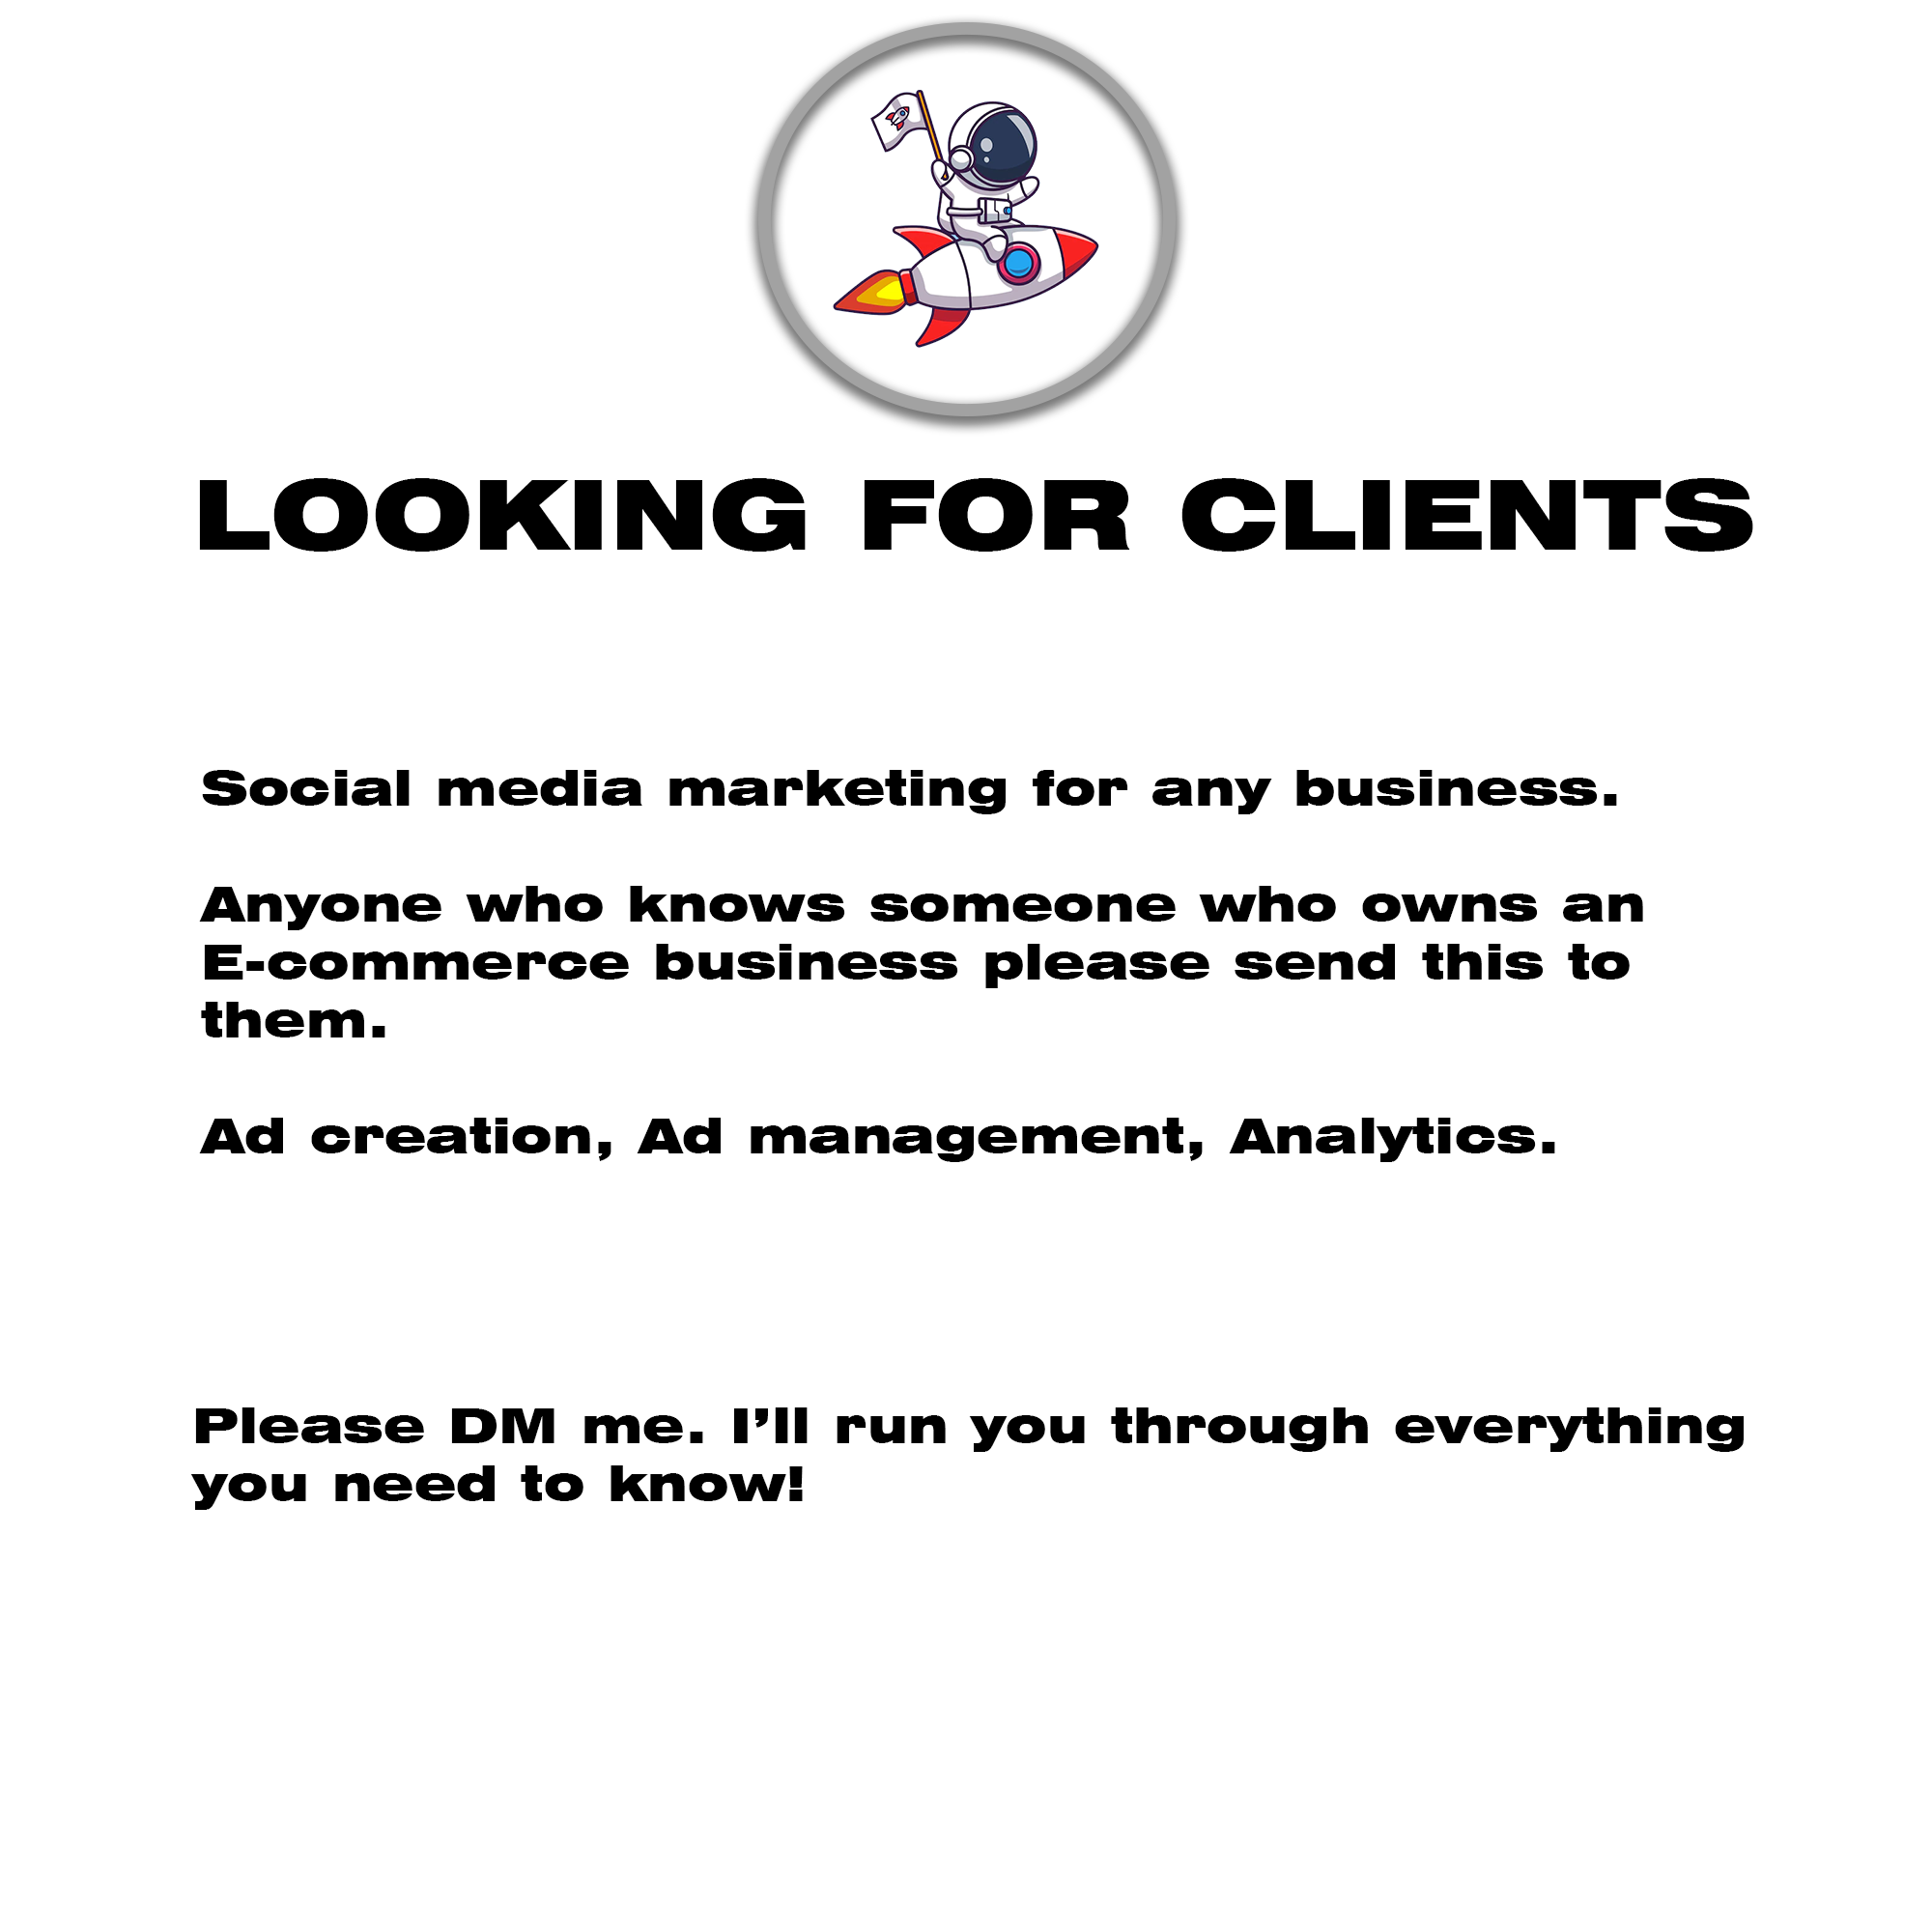 LOOKING FOR CLIENTS
Social media marketing for any business.
Anyone who knows someone who owns an
E-commerce business please send this to
them.
Ad creation, Ad management, Analytics.
Please DM me. I’ll run you through everything
you need to know!